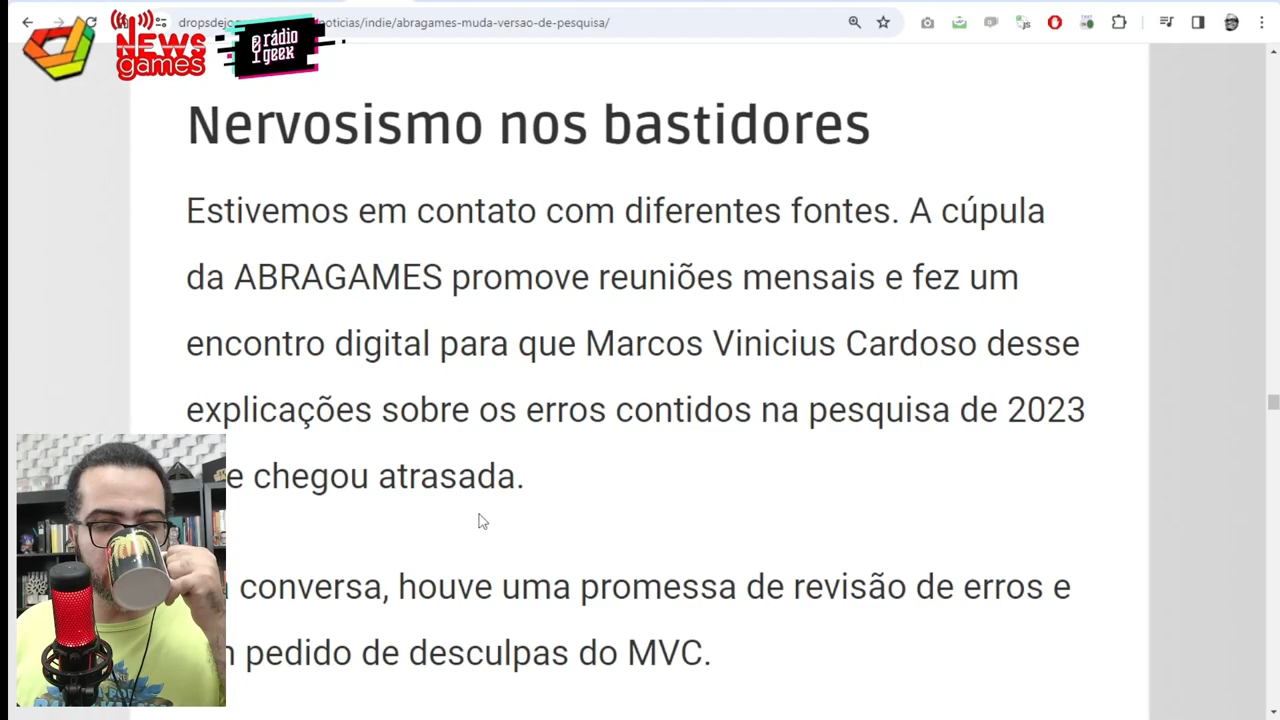 dropsdejo
noticias/indie/abragames-muda-versao-de-pesquisa/
NEWS
games
rádio
geek
Nervosismo nos bastidores
Estivemos em contato com diferentes fontes. A cúpula
da ABRAGAMES promove reuniões mensais e fez um
encontro digital para que Marcos Vinicius Cardoso desse
explicações sobre os erros contidos na pesquisa de 2023
e chegou atrasada.
conversa, houve uma promessa de revisão de erros e
pedido de desculpas do MVC.